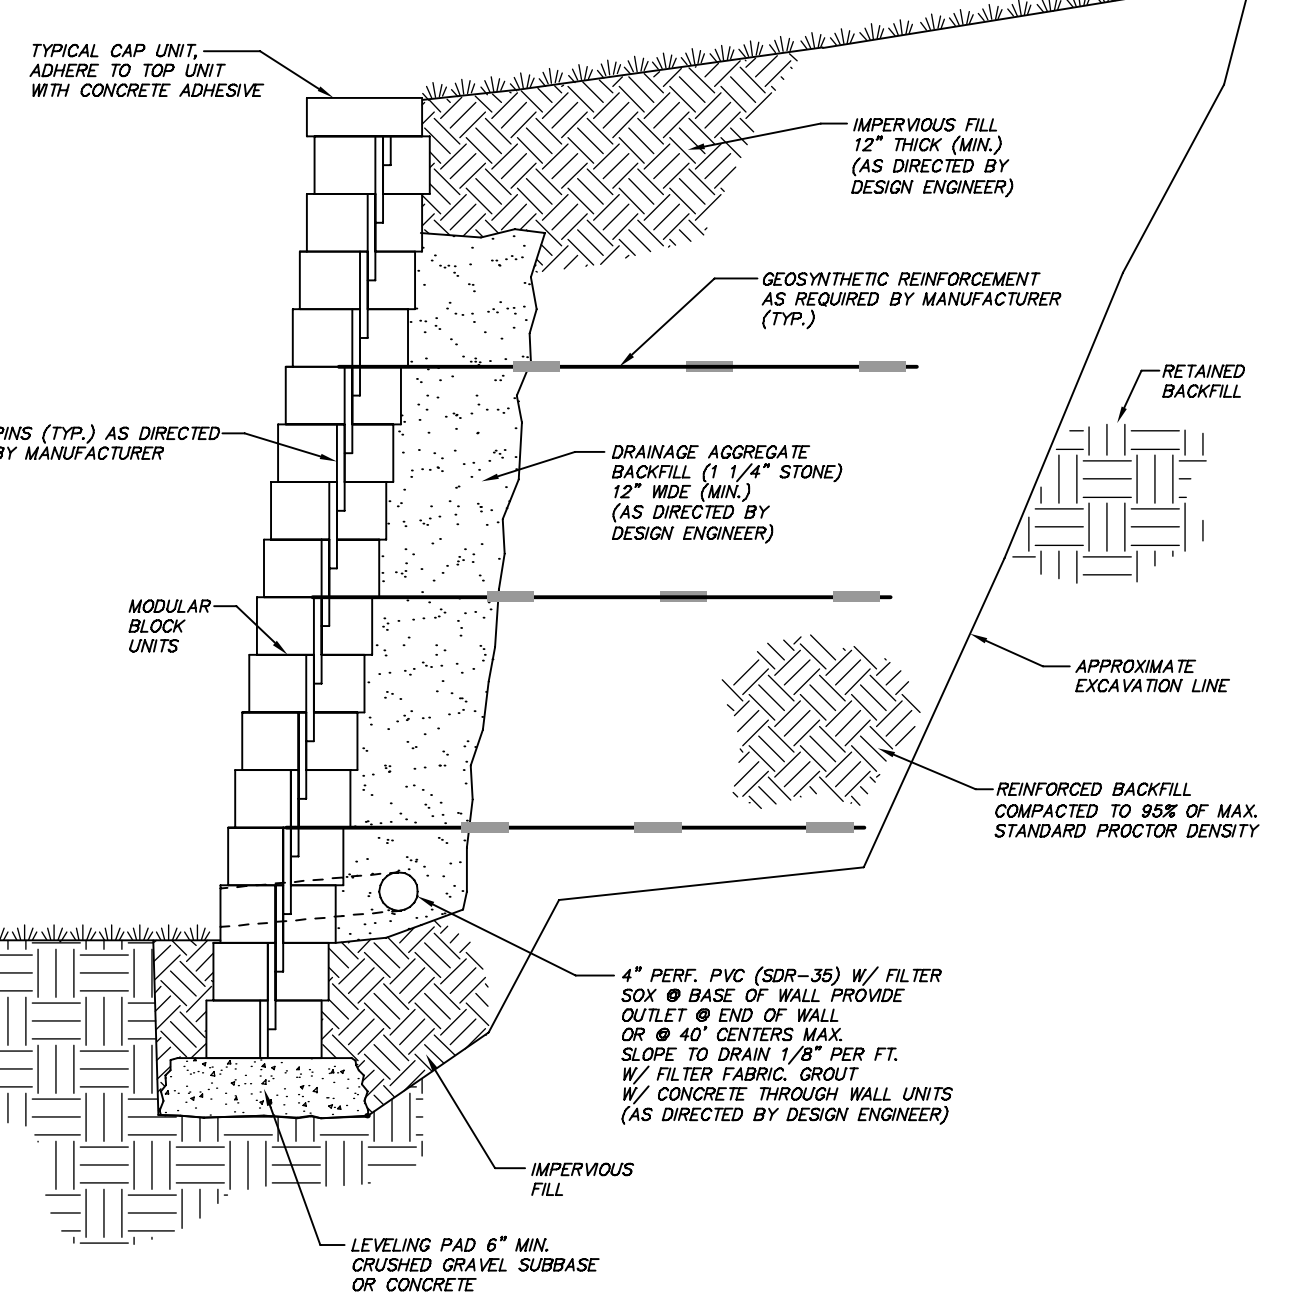 TYPICAL CAP UNIT,
ADHERE TO TOP UNIT
WITH CONCRETE ADHESIVE
IMPERVIOUS FILL
12" THICK (MIN.)
(AS DIRECTED BY
DESIGN ENGINEER)
GEOSYNTHETIC REINFORCEMENT
AS REQUIRED BY MANUFACTURER
(TYP.)
RETAINED
BACKFILL
PINS (TYP.) AS DIRECTED
BY MANUFACTURER
DRAINAGE AGGREGATE
BACKFILL (1 1/4" STONE)
12" WIDE (MIN.)
(AS DIRECTED BY
DESIGN ENGINEER)
MODULAR
BLOCK
UNITS
APPROXIMATE
EXCAVATION LINE
REINFORCED BACKFILL
COMPACTED TO 95% OF MAX.
STANDARD PROCTOR DENSITY
4" PERF. PVC (SDR-35) W/ FILTER
SOX @ BASE OF WALL PROVIDE
OUTLET @ END OF WALL
OR @ 40' CENTERS MAX.
SLOPE TO DRAIN 1/8" PER FT.
W/ FILTER FABRIC. GROUT
W/ CONCRETE THROUGH WALL UNITS
(AS DIRECTED BY DESIGN ENGINEER)
IMPERVIOUS
FILL
LEVELING PAD 6" MIN.
CRUSHED GRAVEL SUBBASE
OR CONCRETE